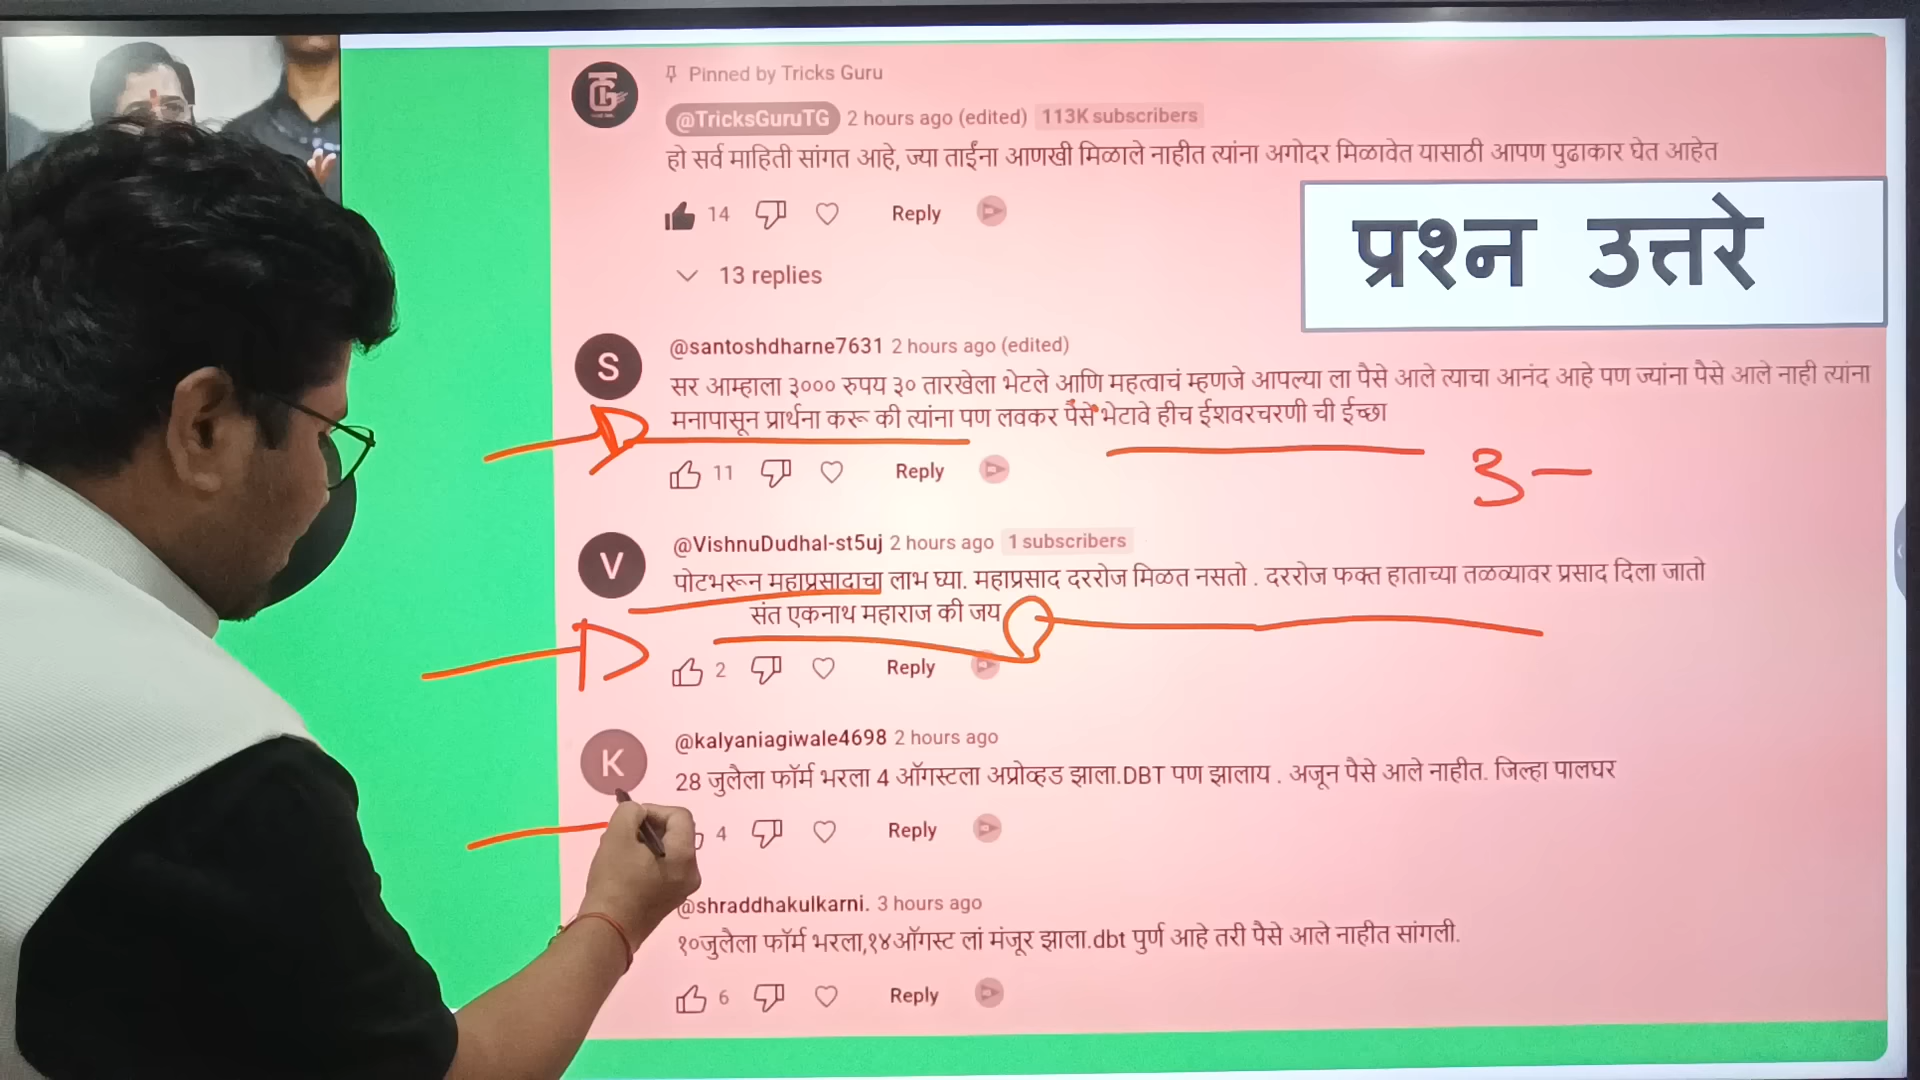 Pinned by Tricks Guru
@TricksGuruTG 2 hours ago (edited) 113K subscribers
हो सर्व माहिती सांगत आहे, ज्या ताईंना आणखी मिळाले नाहीत त्यांना अगोदर मिळावेत यासाठी आपण पुढाकार घेत आहेत
14 Reply
13 replies
प्रश्न उत्तरे
S
@santoshdharne7631 2 hours ago (edited)
सर आम्हाला ३००० रुपय ३० तारखेला भेटले आणि महत्वाचं म्हणजे आपल्या ला पैसे आले त्याचा आनंद आहे पण ज्यांना पैसे आले नाही त्यांना
मनापासून प्रार्थना करू की त्यांना पण लवकर पैसे भेटावे हीच ईशवरचरणी ची ईच्छा
11 Reply
3
V
@VishnuDudhal-st5uj 2 hours ago 1 subscribers
पोटभरून महाप्रसादाचा लाभ घ्या. महाप्रसाद दररोज मिळत नसतो . दररोज फक्त हाताच्या तळव्यावर प्रसाद दिला जातो
संत एकनाथ महाराज की जय
2 Reply
K
@kalyaniagiwale4698 2 hours ago
28 जुलैला फॉर्म भरला 4 ऑगस्टला अप्रोव्हड झाला.DBT पण झालाय . अजून पैसे आले नाहीत. जिल्हा पालघर
4 Reply
@shraddhakulkarni. 3 hours ago
१०जुलैला फॉर्म भरला,१४ऑगस्ट लां मंजूर झाला.dbt पुर्ण आहे तरी पैसे आले नाहीत सांगली.
6 Reply